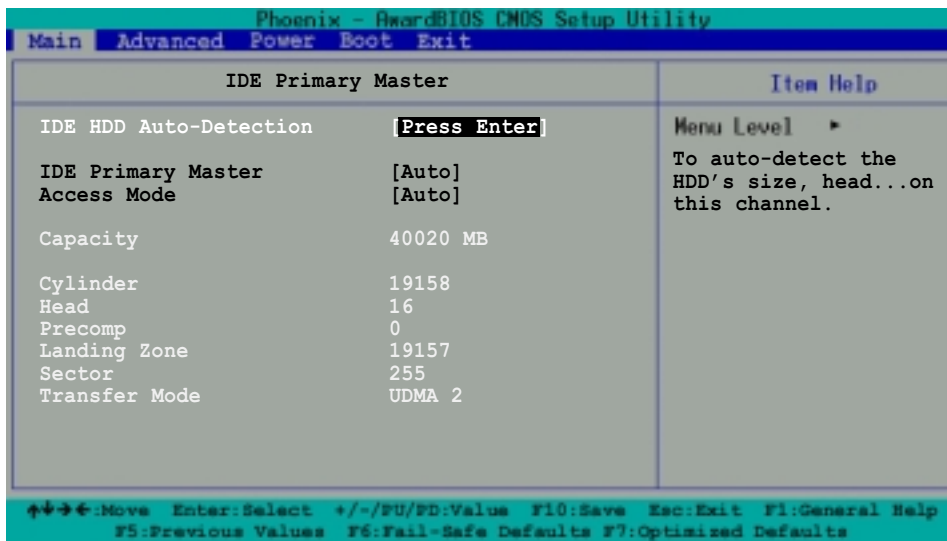 Phoenix - AwardBIOS CMOS Setup Utility
Main Advanced Power Boot Exit
IDE Primary Master
Item Help
IDE HDD Auto-Detection [Press Enter]
IDE Primary Master [Auto]
Access Mode [Auto]
Capacity 40020 MB
Cylinder 19158
Head 16
Precomp 0
Landing Zone 19157
Sector 255
Transfer Mode UDMA 2
Menu Level ►
To auto-detect the
HDD's size, head...on
this channel.
↑↓→←:Move Enter:Select +/-/PU/PD:Value F10:Save Esc:Exit F1:General Help
F5:Previous Values F6:Fail-Safe Defaults F7:Optimized Defaults